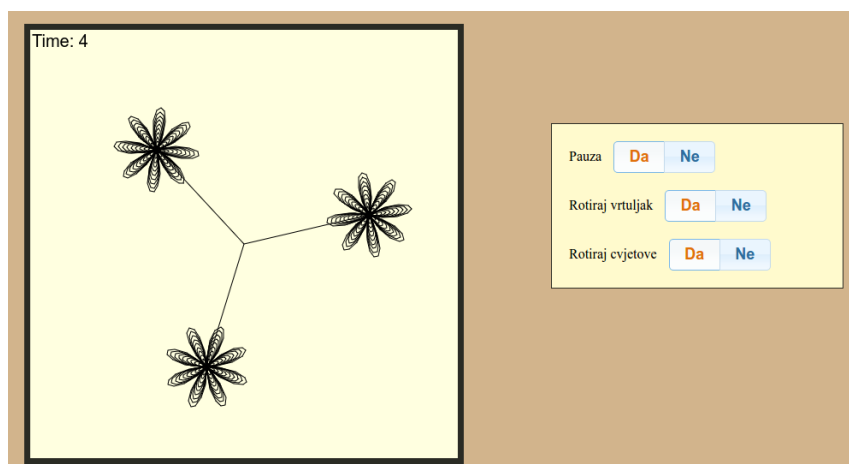 Time: 4
Pauza Da Ne
Rotiraj vrtuljak Da Ne
Rotiraj cvjetove Da Ne